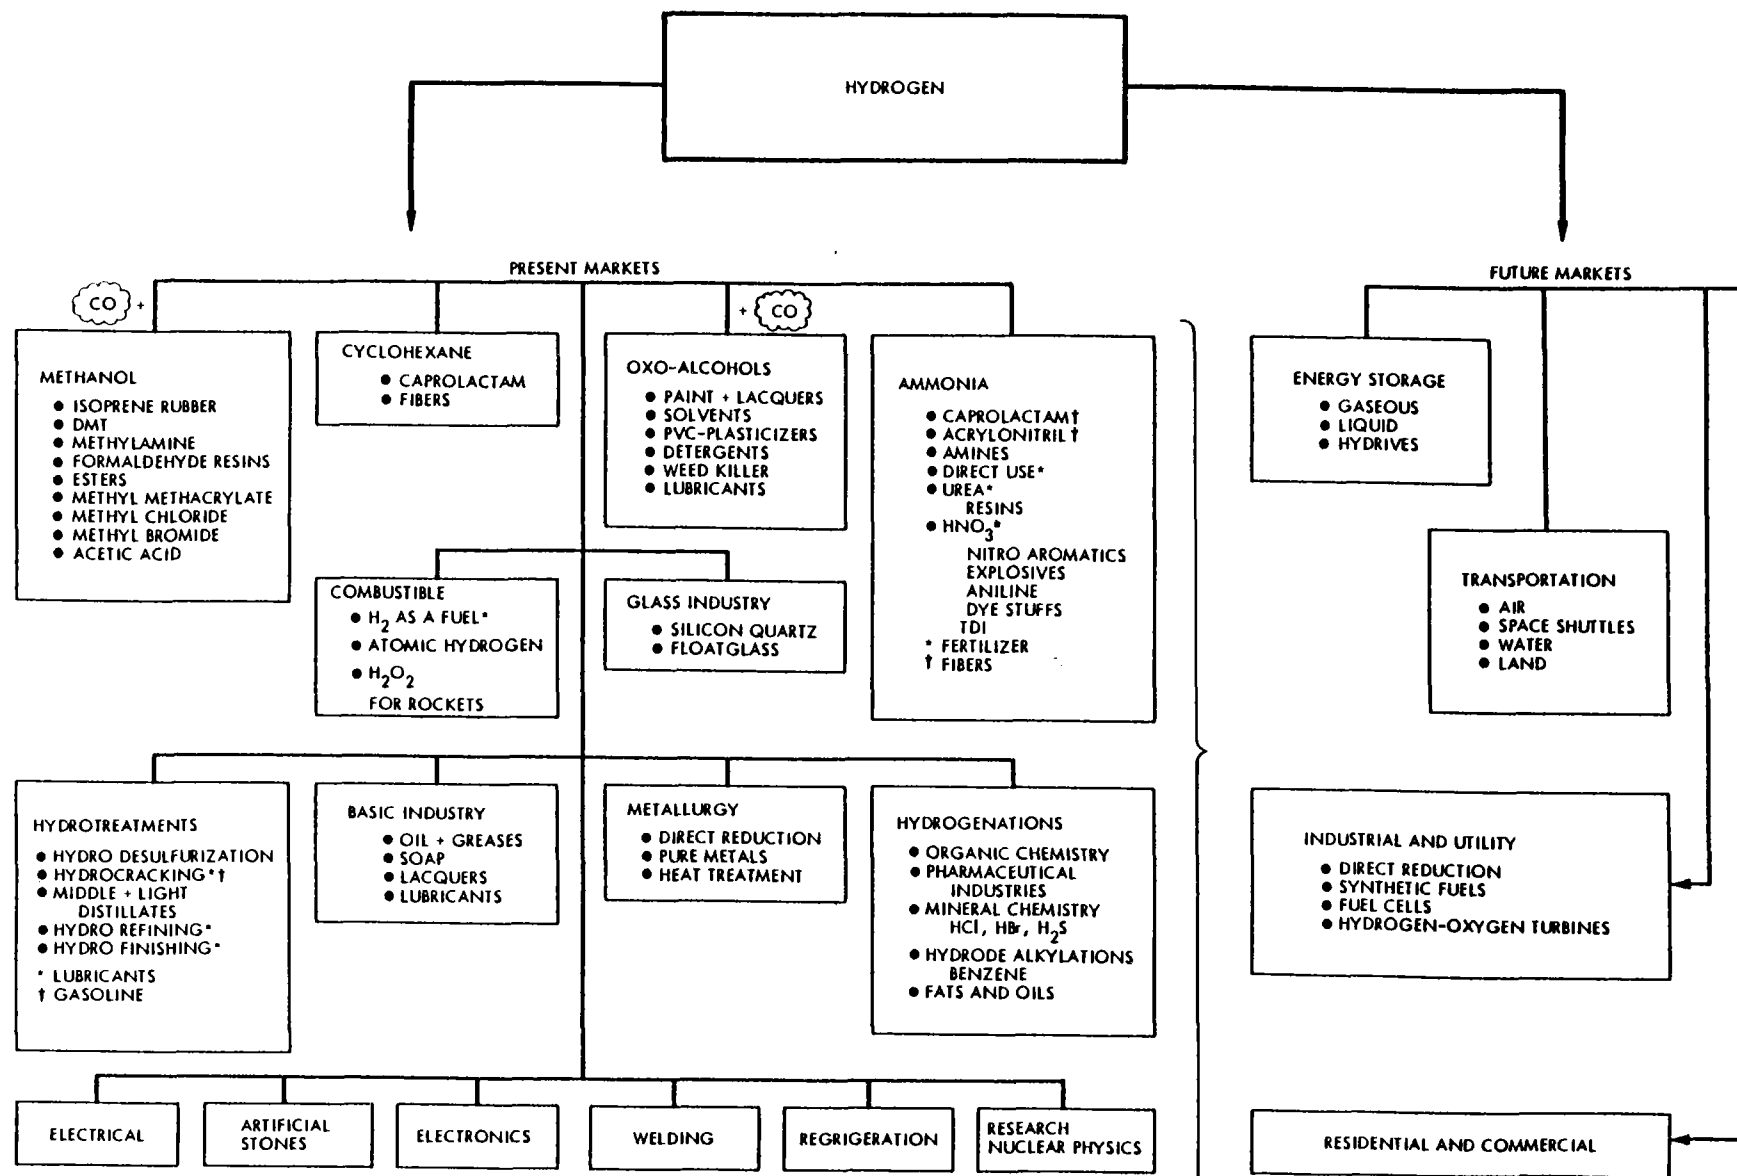 HYDROGEN
PRESENT MARKETS
CO +
+ CO
METHANOL
● ISOPRENE RUBBER
● DMT
● METHYLAMINE
● FORMALDEHYDE RESINS
● ESTERS
● METHYL METHACRYLATE
● METHYL CHLORIDE
● METHYL BROMIDE
● ACETIC ACID
CYCLOHEXANE
● CAPROLACTAM
● FIBERS
OXO-ALCOHOLS
● PAINT + LACQUERS
● SOLVENTS
● PVC-PLASTICIZERS
● DETERGENTS
● WEED KILLER
● LUBRICANTS
AMMONIA
● CAPROLACTAM†
● ACRYLONITRIL†
● AMINES
● DIRECT USE*
● UREA*
RESINS
● HNO3*
NITRO AROMATICS
EXPLOSIVES
ANILINE
DYE STUFFS
TDI
* FERTILIZER
† FIBERS
COMBUSTIBLE
● H2 AS A FUEL*
● ATOMIC HYDROGEN
● H2O2
FOR ROCKETS
GLASS INDUSTRY
● SILICON QUARTZ
● FLOATGLASS
HYDROTREATMENTS
● HYDRO DESULFURIZATION
● HYDROCRACKING*†
● MIDDLE + LIGHT
DISTILLATES
● HYDRO REFINING*
● HYDRO FINISHING*
* LUBRICANTS
† GASOLINE
BASIC INDUSTRY
● OIL + GREASES
● SOAP
● LACQUERS
● LUBRICANTS
METALLURGY
● DIRECT REDUCTION
● PURE METALS
● HEAT TREATMENT
HYDROGENATIONS
● ORGANIC CHEMISTRY
● PHARMACEUTICAL
INDUSTRIES
● MINERAL CHEMISTRY
HCl, HBr, H2S
● HYDRODE ALKYLATIONS
BENZENE
● FATS AND OILS
ELECTRICAL
ARTIFICIAL
STONES
ELECTRONICS
WELDING
REGRIGERATION
RESEARCH
NUCLEAR PHYSICS
FUTURE MARKETS
ENERGY STORAGE
● GASEOUS
● LIQUID
● HYDRIVES
TRANSPORTATION
● AIR
● SPACE SHUTTLES
● WATER
● LAND
INDUSTRIAL AND UTILITY
● DIRECT REDUCTION
● SYNTHETIC FUELS
● FUEL CELLS
● HYDROGEN-OXYGEN TURBINES
RESIDENTIAL AND COMMERCIAL